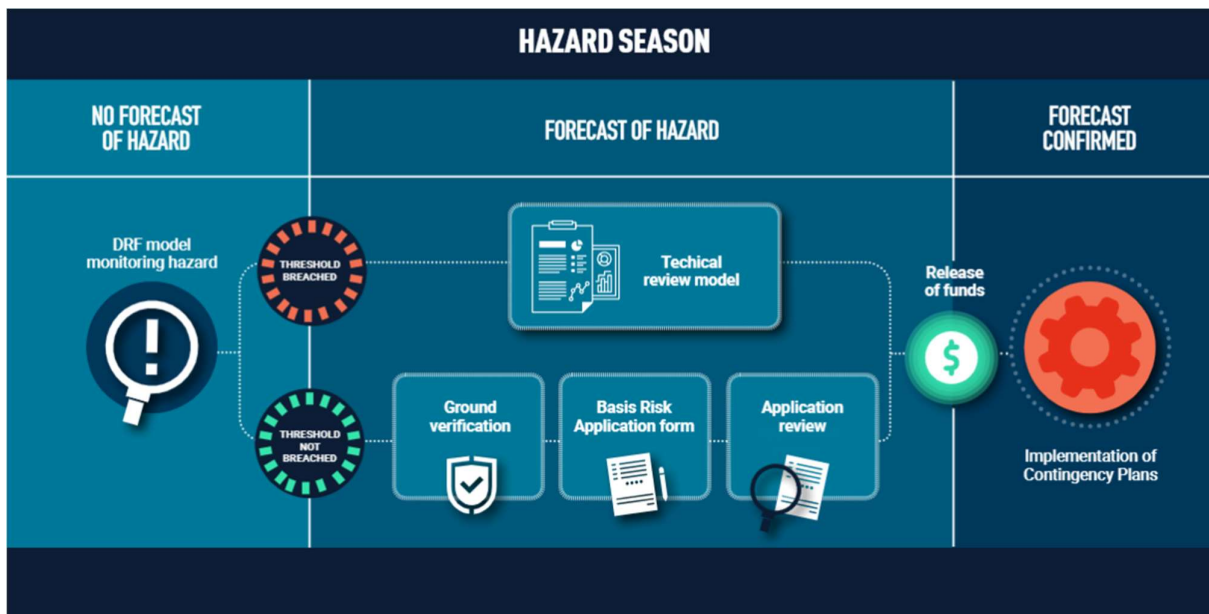 HAZARD SEASON
NO FORECAST
OF HAZARD
FORECAST OF HAZARD
FORECAST
CONFIRMED
DRF model
monitoring hazard
THRESHOLD
BREACHED
Techical
review model
Release
of funds
$
THRESHOLD
NOT
BREACHED
Ground
verification
Basis Risk
Application form
Application
review
Implementation of
Contingency Plans